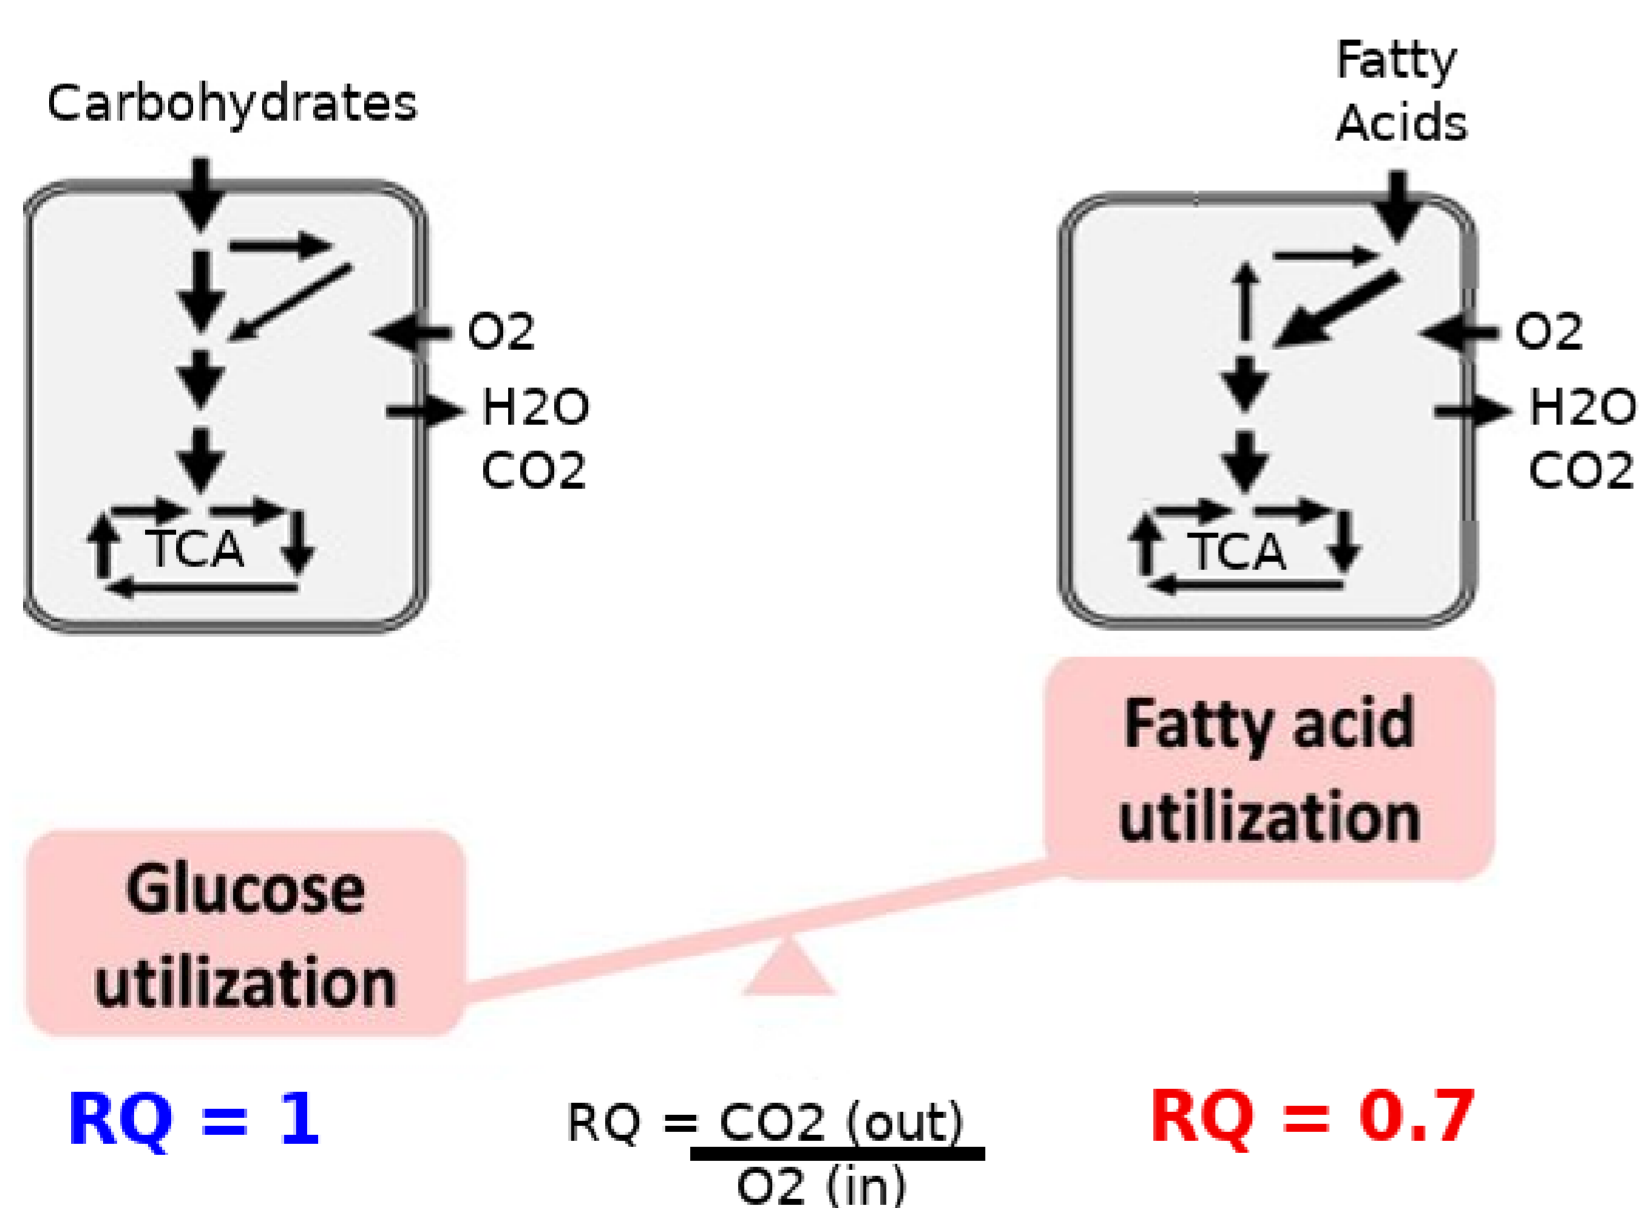 Carbohydrates
Fatty
Acids
O2
H2O
CO2
TCA
O2
H2O
CO2
TCA
Fatty acid
utilization
Glucose
utilization
RQ = 1
RQ = CO2 (out)
O2 (in)
RQ = 0.7